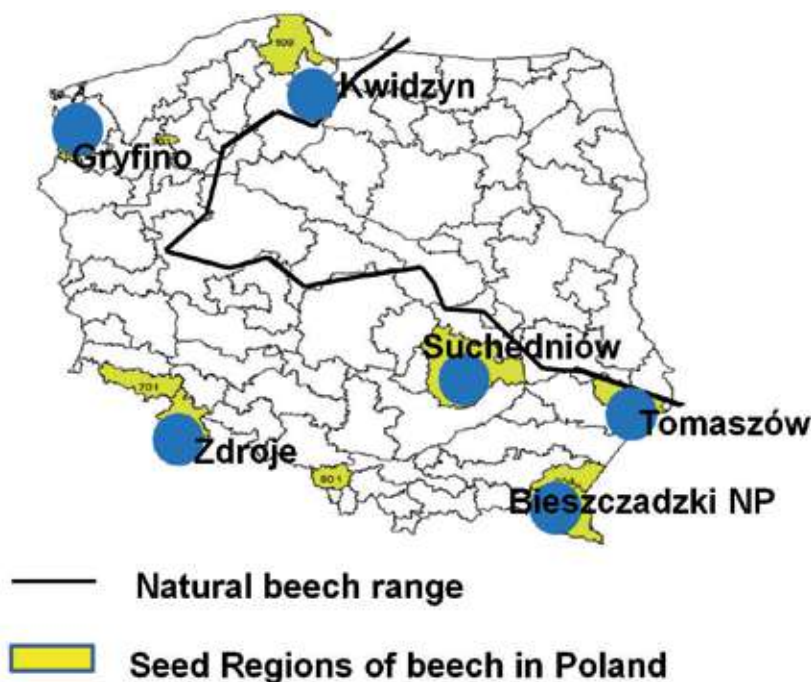 Kwidzyn
Gryfino
Suchedniów
Tomaszów
Zdroje
Bieszczadzki NP
Natural beech range
Seed Regions of beech in Poland